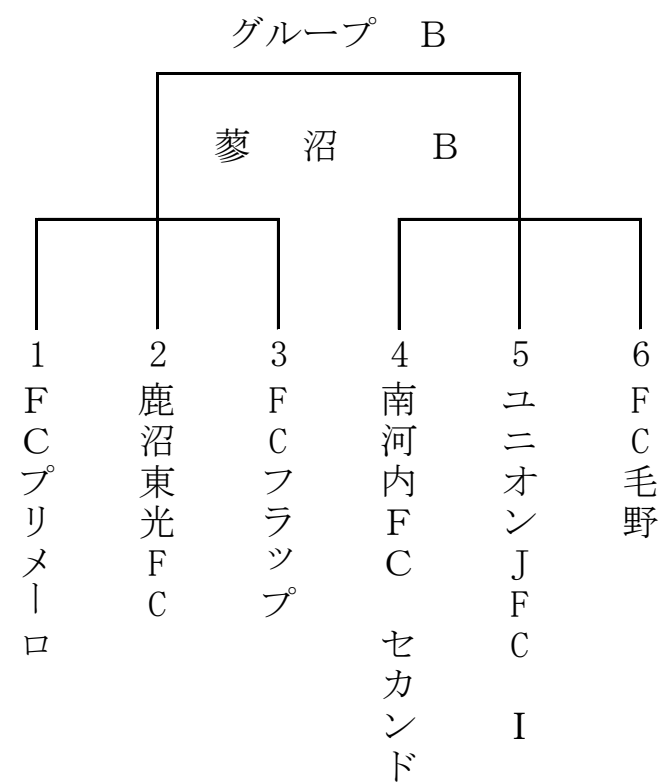 グループ　B
蓼　沼　　B
1 FCプリメーロ
2 鹿沼東光FC
3 FCフラップ
4 南河内FC　セカンド
5 ユニオンJFC　I
6 FC毛野